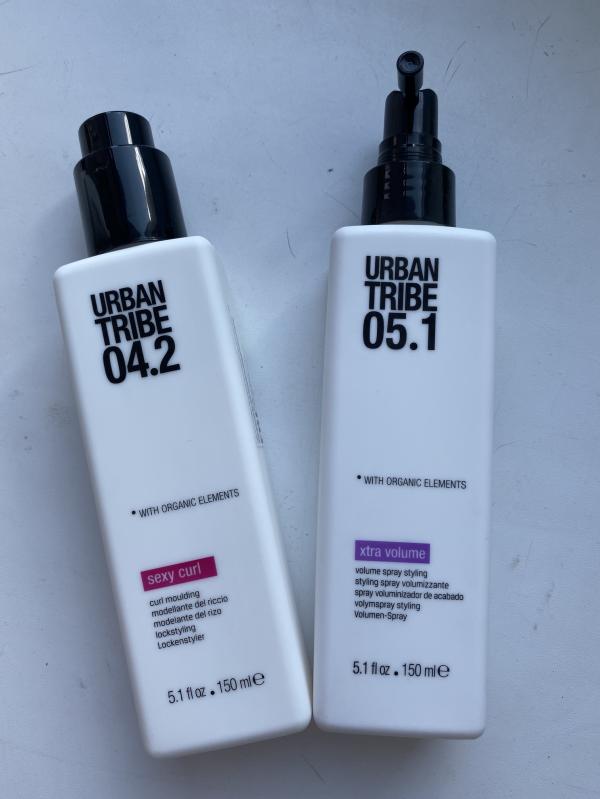 URBAN
TRIBE
04.2
• WITH ORGANIC ELEMENTS
sexy curl
curl moulding
modellante del riccio
modelante del rizo
lockstyling
Lockenstyler
5.1 fl oz • 150 ml℮
URBAN
TRIBE
05.1
• WITH ORGANIC ELEMENTS
xtra volume
volume spray styling
styling spray volumizzante
spray voluminizador de acabado
volymspray styling
Volumen-Spray
5.1 fl oz • 150 ml℮